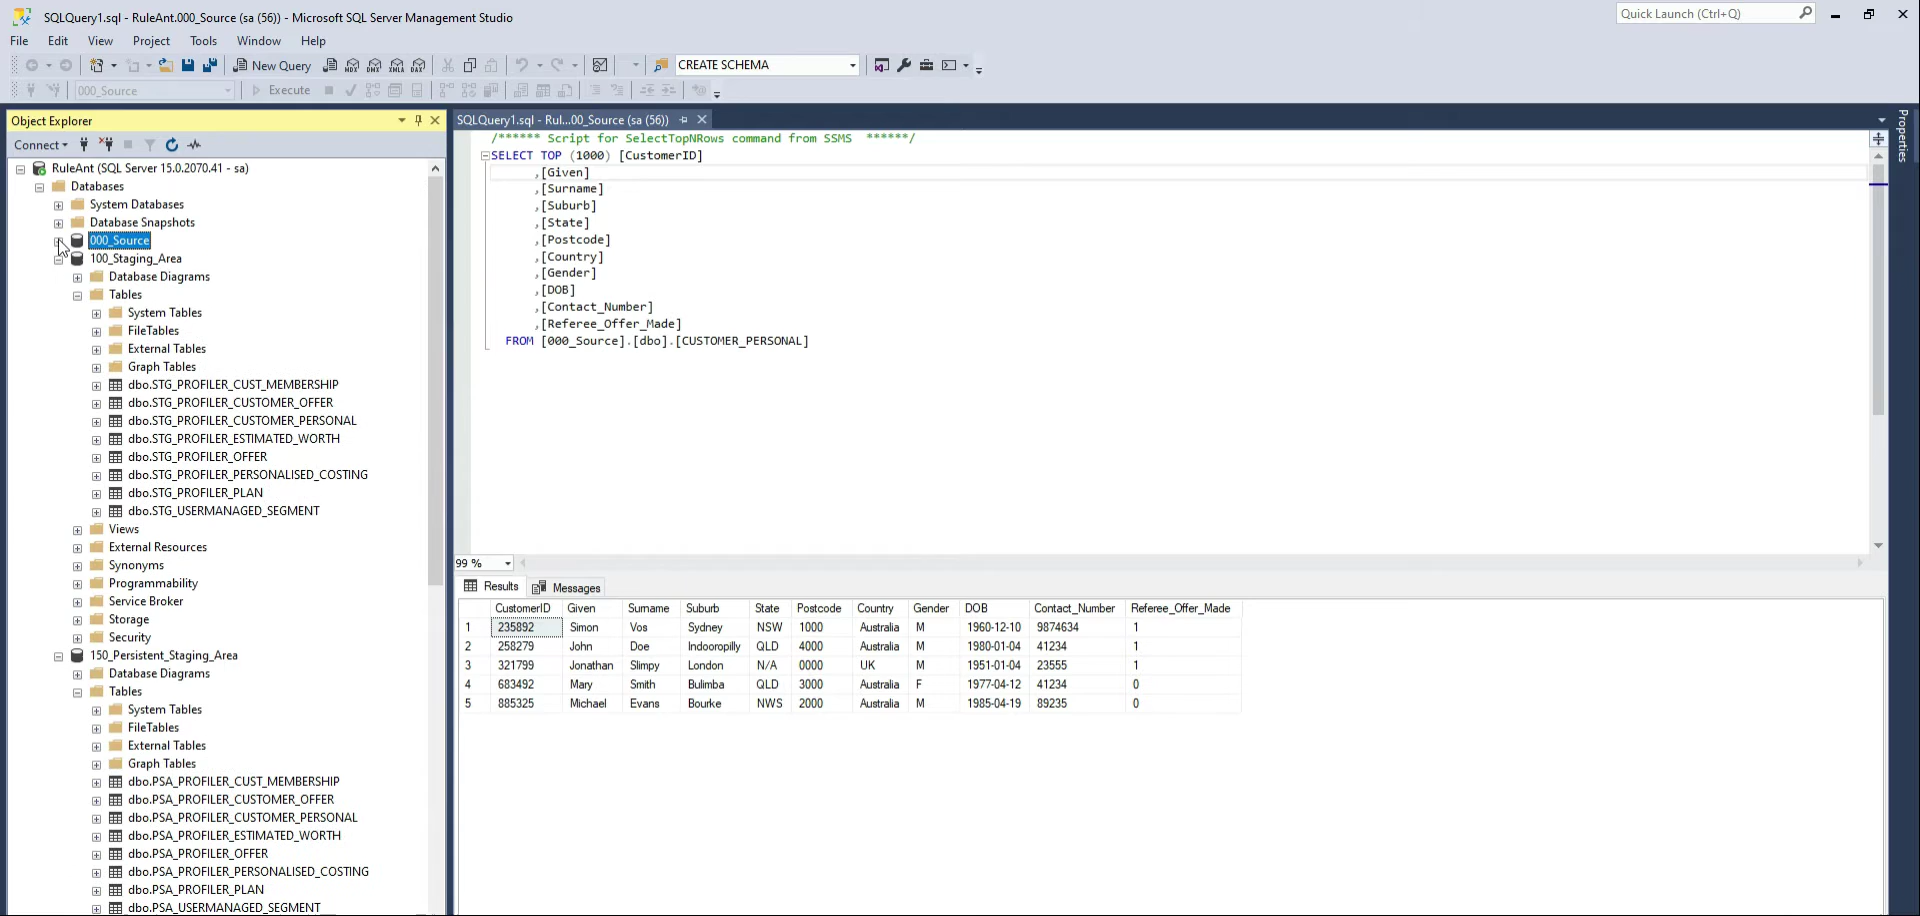 SQLQuery1.sql - RuleAnt.000_Source (sa (56)) - Microsoft SQL Server Management Studio
Quick Launch (Ctrl+Q)
File Edit View Project Tools Window Help
New Query
MDX DMX XMLA DAX
CREATE SCHEMA
000_Source
Execute
Object Explorer
Connect
RuleAnt (SQL Server 15.0.2070.41 - sa)
Databases
System Databases
Database Snapshots
000_Source
100_Staging_Area
Database Diagrams
Tables
System Tables
FileTables
External Tables
Graph Tables
dbo.STG_PROFILER_CUST_MEMBERSHIP
dbo.STG_PROFILER_CUSTOMER_OFFER
dbo.STG_PROFILER_CUSTOMER_PERSONAL
dbo.STG_PROFILER_ESTIMATED_WORTH
dbo.STG_PROFILER_OFFER
dbo.STG_PROFILER_PERSONALISED_COSTING
dbo.STG_PROFILER_PLAN
dbo.STG_USERMANAGED_SEGMENT
Views
External Resources
Synonyms
Programmability
Service Broker
Storage
Security
150_Persistent_Staging_Area
Database Diagrams
Tables
System Tables
FileTables
External Tables
Graph Tables
dbo.PSA_PROFILER_CUST_MEMBERSHIP
dbo.PSA_PROFILER_CUSTOMER_OFFER
dbo.PSA_PROFILER_CUSTOMER_PERSONAL
dbo.PSA_PROFILER_ESTIMATED_WORTH
dbo.PSA_PROFILER_OFFER
dbo.PSA_PROFILER_PERSONALISED_COSTING
dbo.PSA_PROFILER_PLAN
dbo.PSA_USERMANAGED_SEGMENT
SQLQuery1.sql - Rul...00_Source (sa (56))
/****** Script for SelectTopNRows command from SSMS ******/
SELECT TOP (1000) [CustomerID]
,[Given]
,[Surname]
,[Suburb]
,[State]
,[Postcode]
,[Country]
,[Gender]
,[DOB]
,[Contact_Number]
,[Referee_Offer_Made]
FROM [000_Source].[dbo].[CUSTOMER_PERSONAL]
99 %
Results Messages
CustomerID Given Surname Suburb State Postcode Country Gender DOB Contact_Number Referee_Offer_Made
1 235892 Simon Vos Sydney NSW 1000 Australia M 1960-12-10 9874634 1
2 258279 John Doe Indooropilly QLD 4000 Australia M 1980-01-04 41234 1
3 321799 Jonathan Slimpy London N/A 0000 UK M 1951-01-04 23555 1
4 683492 Mary Smith Bulimba QLD 3000 Australia F 1977-04-12 41234 0
5 885325 Michael Evans Bourke NWS 2000 Australia M 1985-04-19 89235 0
Properties